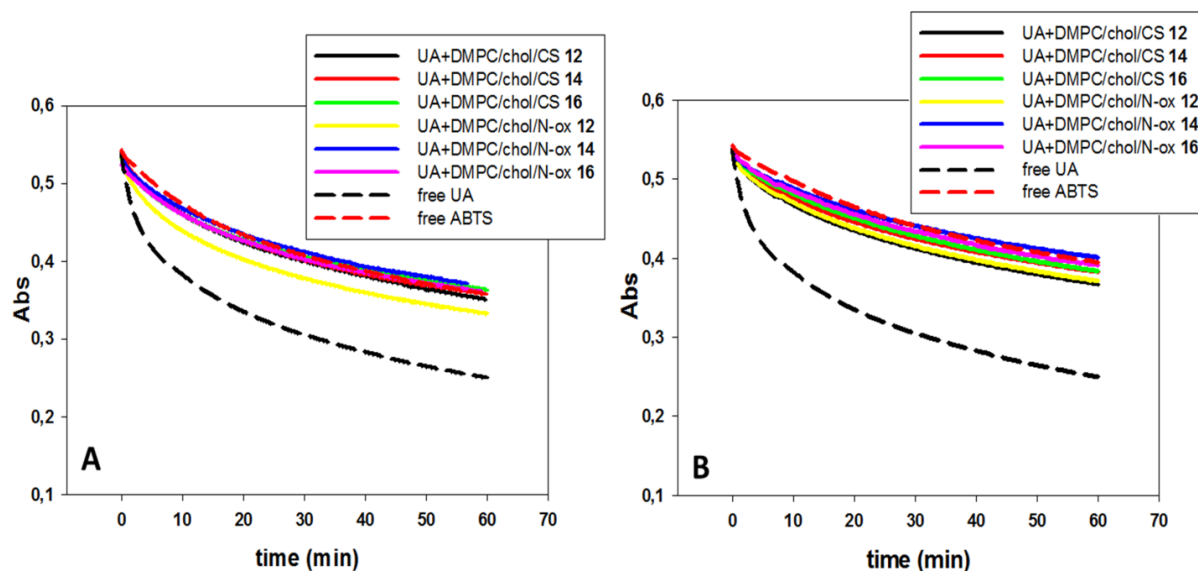 UA+DMPC/chol/CS 12
UA+DMPC/chol/CS 14
UA+DMPC/chol/CS 16
UA+DMPC/chol/N-ox 12
UA+DMPC/chol/N-ox 14
UA+DMPC/chol/N-ox 16
free UA
free ABTS
0,6
0,5
0,4
0,3
0,2
0,1
Abs
A
0 10 20 30 40 50 60 70
time (min)
UA+DMPC/chol/CS 12
UA+DMPC/chol/CS 14
UA+DMPC/chol/CS 16
UA+DMPC/chol/N-ox 12
UA+DMPC/chol/N-ox 14
UA+DMPC/chol/N-ox 16
free UA
free ABTS
0,6
0,5
0,4
0,3
0,2
0,1
Abs
B
0 10 20 30 40 50 60 70
time (min)